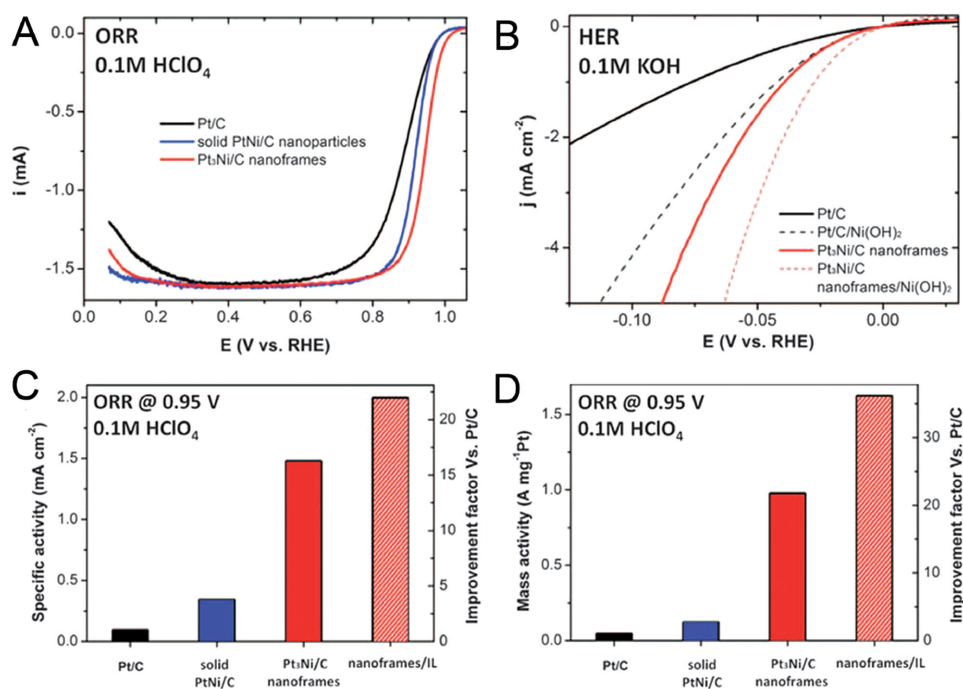 A
ORR
0.1M HClO₄
Pt/C
solid PtNi/C nanoparticles
Pt₃Ni/C nanoframes
0.0
-0.5
-1.0
-1.5
i (mA)
0.0 0.2 0.4 0.6 0.8 1.0
E (V vs. RHE)
B
HER
0.1M KOH
0
-2
-4
j (mA cm⁻²)
Pt/C
Pt/C/Ni(OH)₂
Pt₃Ni/C nanoframes
Pt₃Ni/C
nanoframes/Ni(OH)₂
-0.10 -0.05 0.00
E (V vs. RHE)
C
ORR @ 0.95 V
0.1M HClO₄
2.0
1.5
1.0
0.5
0.0
Specific activity (mA cm⁻²)
20
15
10
5
0
Improvement factor Vs. Pt/C
Pt/C
solid
PtNi/C
Pt₃Ni/C
nanoframes
nanoframes/IL
D
ORR @ 0.95 V
0.1M HClO₄
1.5
1.0
0.5
0.0
Mass activity (A mg⁻¹Pt)
30
20
10
0
Improvement factor Vs. Pt/C
Pt/C
solid
PtNi/C
Pt₃Ni/C
nanoframes
nanoframes/IL